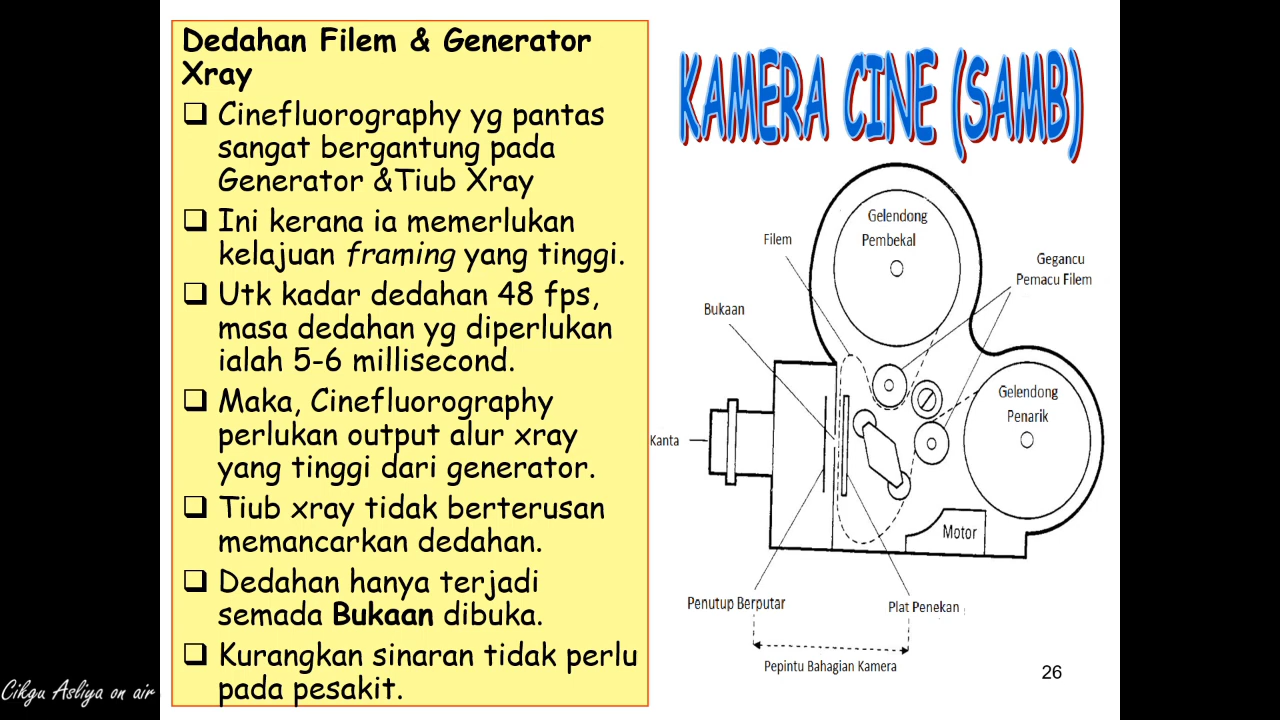 Dedahan Filem & Generator
Xray
Cinefluorography yg pantas
sangat bergantung pada
Generator &Tiub Xray
Ini kerana ia memerlukan
kelajuan framing yang tinggi.
Utk kadar dedahan 48 fps,
masa dedahan yg diperlukan
ialah 5-6 millisecond.
Maka, Cinefluorography
perlukan output alur xray
yang tinggi dari generator.
Tiub xray tidak berterusan
memancarkan dedahan.
Dedahan hanya terjadi
semada Bukaan dibuka.
Kurangkan sinaran tidak perlu
pada pesakit.
KAMERA CINE (SAMB)
Gelendong
Pembekal
Filem
Gegancu
Pemacu Filem
Bukaan
Gelendong
Penarik
Kanta
Motor
Penutup Berputar
Plat Penekan
Pepintu Bahagian Kamera
26
Cikgu Asliya on air